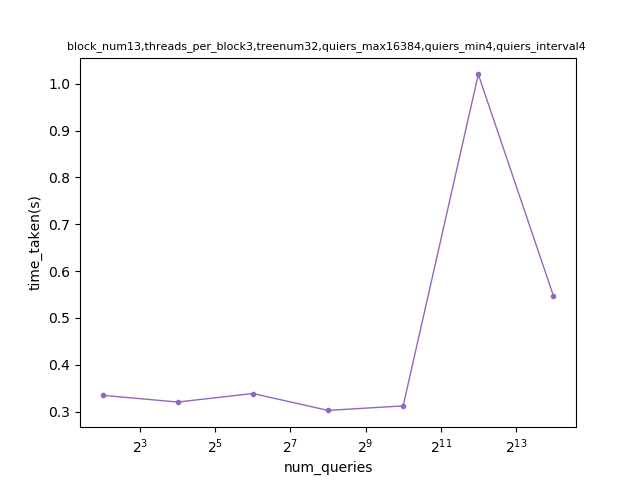 block_num13,threads_per_block3,treenum32,quiers_max16384,quiers_min4,quiers_interval4
1.0
0.9
0.8
0.7
0.6
0.5
0.4
0.3
time_taken(s)
2^3 2^5 2^7 2^9 2^11 2^13
num_queries